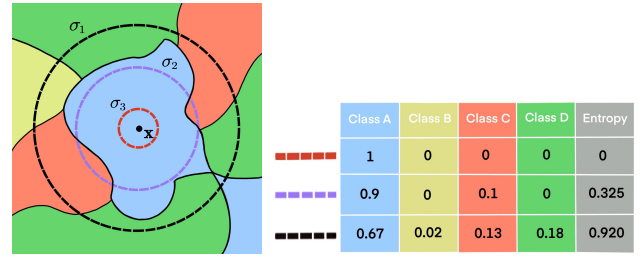 σ₁
σ₂
σ₃
x
Class A Class B Class C Class D Entropy
1 0 0 0 0
0.9 0 0.1 0 0.325
0.67 0.02 0.13 0.18 0.920